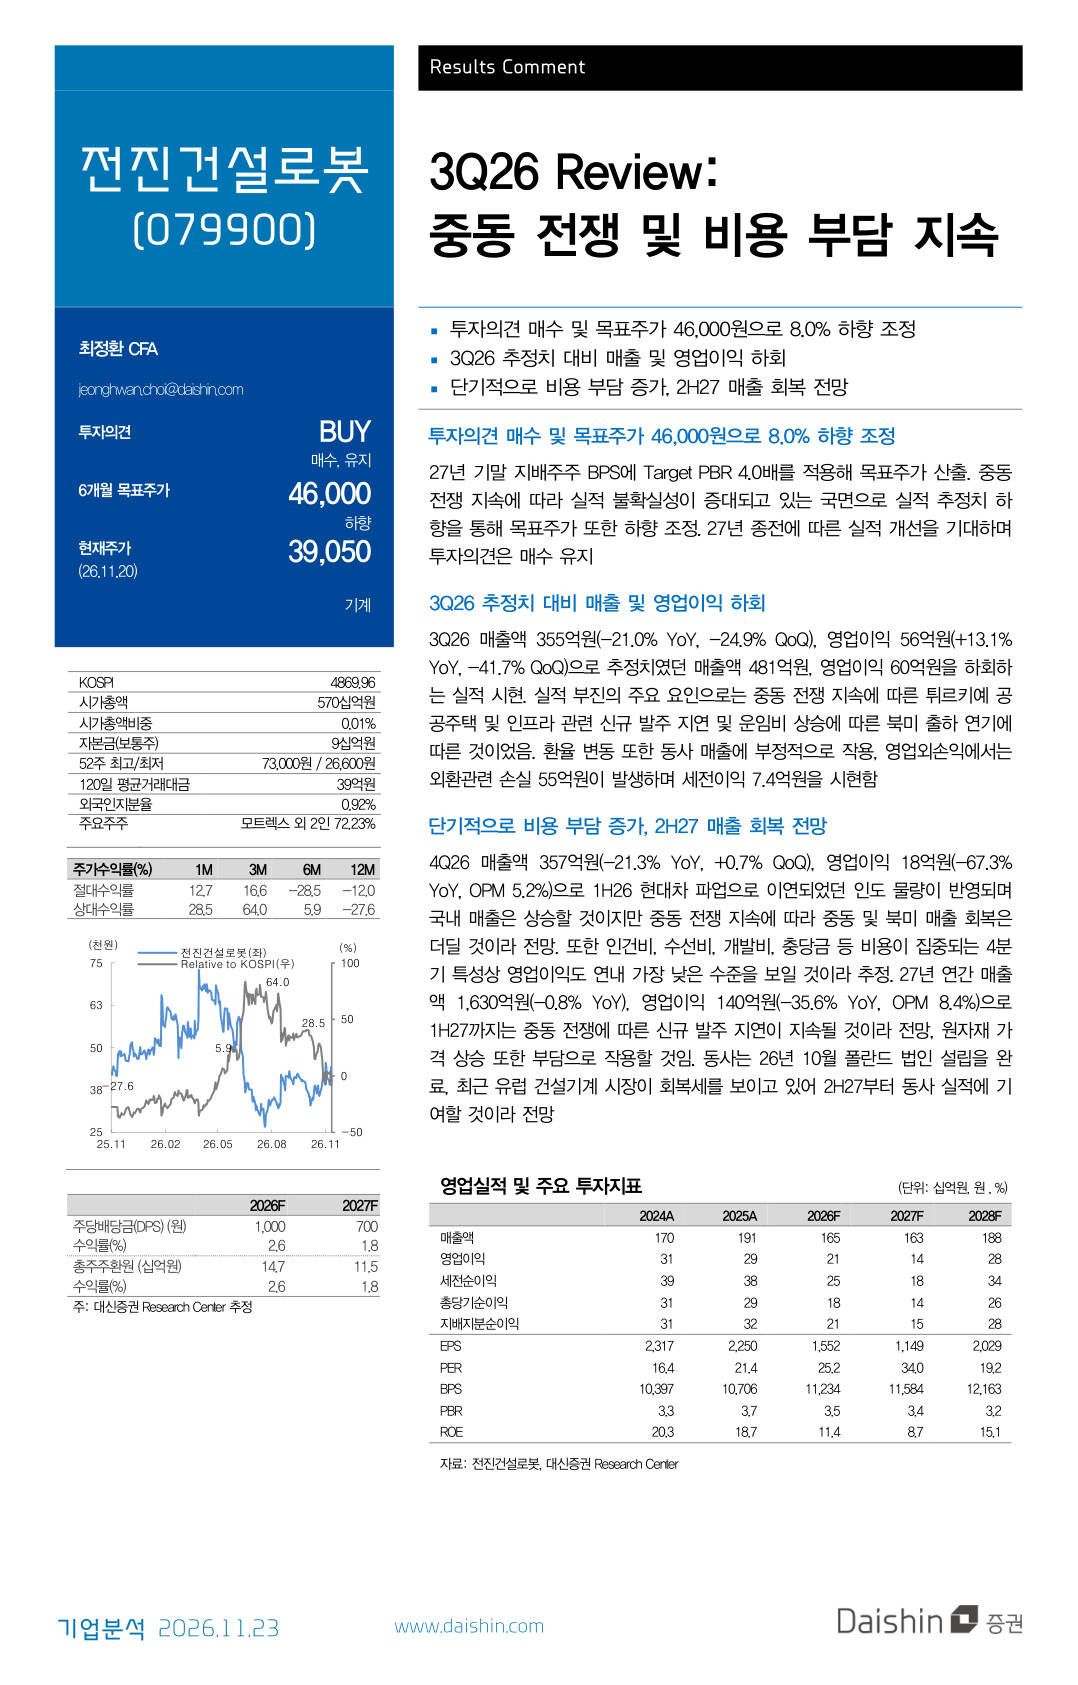 Results Comment
전진건설로봇
(079900)
최정환 CFA
jeonghwan.choi@daishin.com
투자의견
BUY
매수, 유지
6개월 목표주가
46,000
하향
현재주가
39,050
(26.11.20)
기계
KOSPI 4869.96
시가총액 570십억원
시가총액비중 0.01%
자본금(보통주) 9십억원
52주 최고/최저 73,000원 / 26,600원
120일 평균거래대금 39억원
외국인지분율 0.92%
주요주주 모트렉스 외 2인 72.23%
주가수익률(%) 1M 3M 6M 12M
절대수익률 12.7 16.6 -28.5 -12.0
상대수익률 28.5 64.0 5.9 -27.6
(천원) (%)
전진건설로봇(좌)
Relative to KOSPI(우)
75 100
64.0
63
28.5 50
50 5.9
0
38 -27.6
25 -50
25.11 26.02 26.05 26.08 26.11
2026F 2027F
주당배당금(DPS) (원) 1,000 700
수익률(%) 2.6 1.8
총주주환원 (십억원) 14.7 11.5
수익률(%) 2.6 1.8
주: 대신증권 Research Center 추정
3Q26 Review:
중동 전쟁 및 비용 부담 지속
▪ 투자의견 매수 및 목표주가 46,000원으로 8.0% 하향 조정
▪ 3Q26 추정치 대비 매출 및 영업이익 하회
▪ 단기적으로 비용 부담 증가, 2H27 매출 회복 전망
투자의견 매수 및 목표주가 46,000원으로 8.0% 하향 조정
27년 기말 지배주주 BPS에 Target PBR 4.0배를 적용해 목표주가 산출. 중동
전쟁 지속에 따라 실적 불확실성이 증대되고 있는 국면으로 실적 추정치 하
향을 통해 목표주가 또한 하향 조정. 27년 종전에 따른 실적 개선을 기대하며
투자의견은 매수 유지
3Q26 추정치 대비 매출 및 영업이익 하회
3Q26 매출액 355억원(-21.0% YoY, -24.9% QoQ), 영업이익 56억원(+13.1%
YoY, -41.7% QoQ)으로 추정치였던 매출액 481억원, 영업이익 60억원을 하회하
는 실적 시현. 실적 부진의 주요 요인으로는 중동 전쟁 지속에 따른 튀르키예 공
공주택 및 인프라 관련 신규 발주 지연 및 운임비 상승에 따른 북미 출하 연기에
따른 것이었음. 환율 변동 또한 동사 매출에 부정적으로 작용, 영업외손익에서는
외환관련 손실 55억원이 발생하며 세전이익 7.4억원을 시현함
단기적으로 비용 부담 증가, 2H27 매출 회복 전망
4Q26 매출액 357억원(-21.3% YoY, +0.7% QoQ), 영업이익 18억원(-67.3%
YoY, OPM 5.2%)으로 1H26 현대차 파업으로 이연되었던 인도 물량이 반영되며
국내 매출은 상승할 것이지만 중동 전쟁 지속에 따라 중동 및 북미 매출 회복은
더딜 것이라 전망. 또한 인건비, 수선비, 개발비, 충당금 등 비용이 집중되는 4분
기 특성상 영업이익도 연내 가장 낮은 수준을 보일 것이라 추정. 27년 연간 매출
액 1,630억원(-0.8% YoY), 영업이익 140억원(-35.6% YoY, OPM 8.4%)으로
1H27까지는 중동 전쟁에 따른 신규 발주 지연이 지속될 것이라 전망, 원자재 가
격 상승 또한 부담으로 작용할 것임. 동사는 26년 10월 폴란드 법인 설립을 완
료, 최근 유럽 건설기계 시장이 회복세를 보이고 있어 2H27부터 동사 실적에 기
여할 것이라 전망
영업실적 및 주요 투자지표 (단위: 십억원, 원 , %)
2024A 2025A 2026F 2027F 2028F
매출액 170 191 165 163 188
영업이익 31 29 21 14 28
세전순이익 39 38 25 18 34
총당기순이익 31 29 18 14 26
지배지분순이익 31 32 21 15 28
EPS 2,317 2,250 1,552 1,149 2,029
PER 16.4 21.4 25.2 34.0 19.2
BPS 10,397 10,706 11,234 11,584 12,163
PBR 3.3 3.7 3.5 3.4 3.2
ROE 20.3 18.7 11.4 8.7 15.1
자료: 전진건설로봇, 대신증권 Research Center
기업분석 2026.11.23
www.daishin.com
Daishin 증권